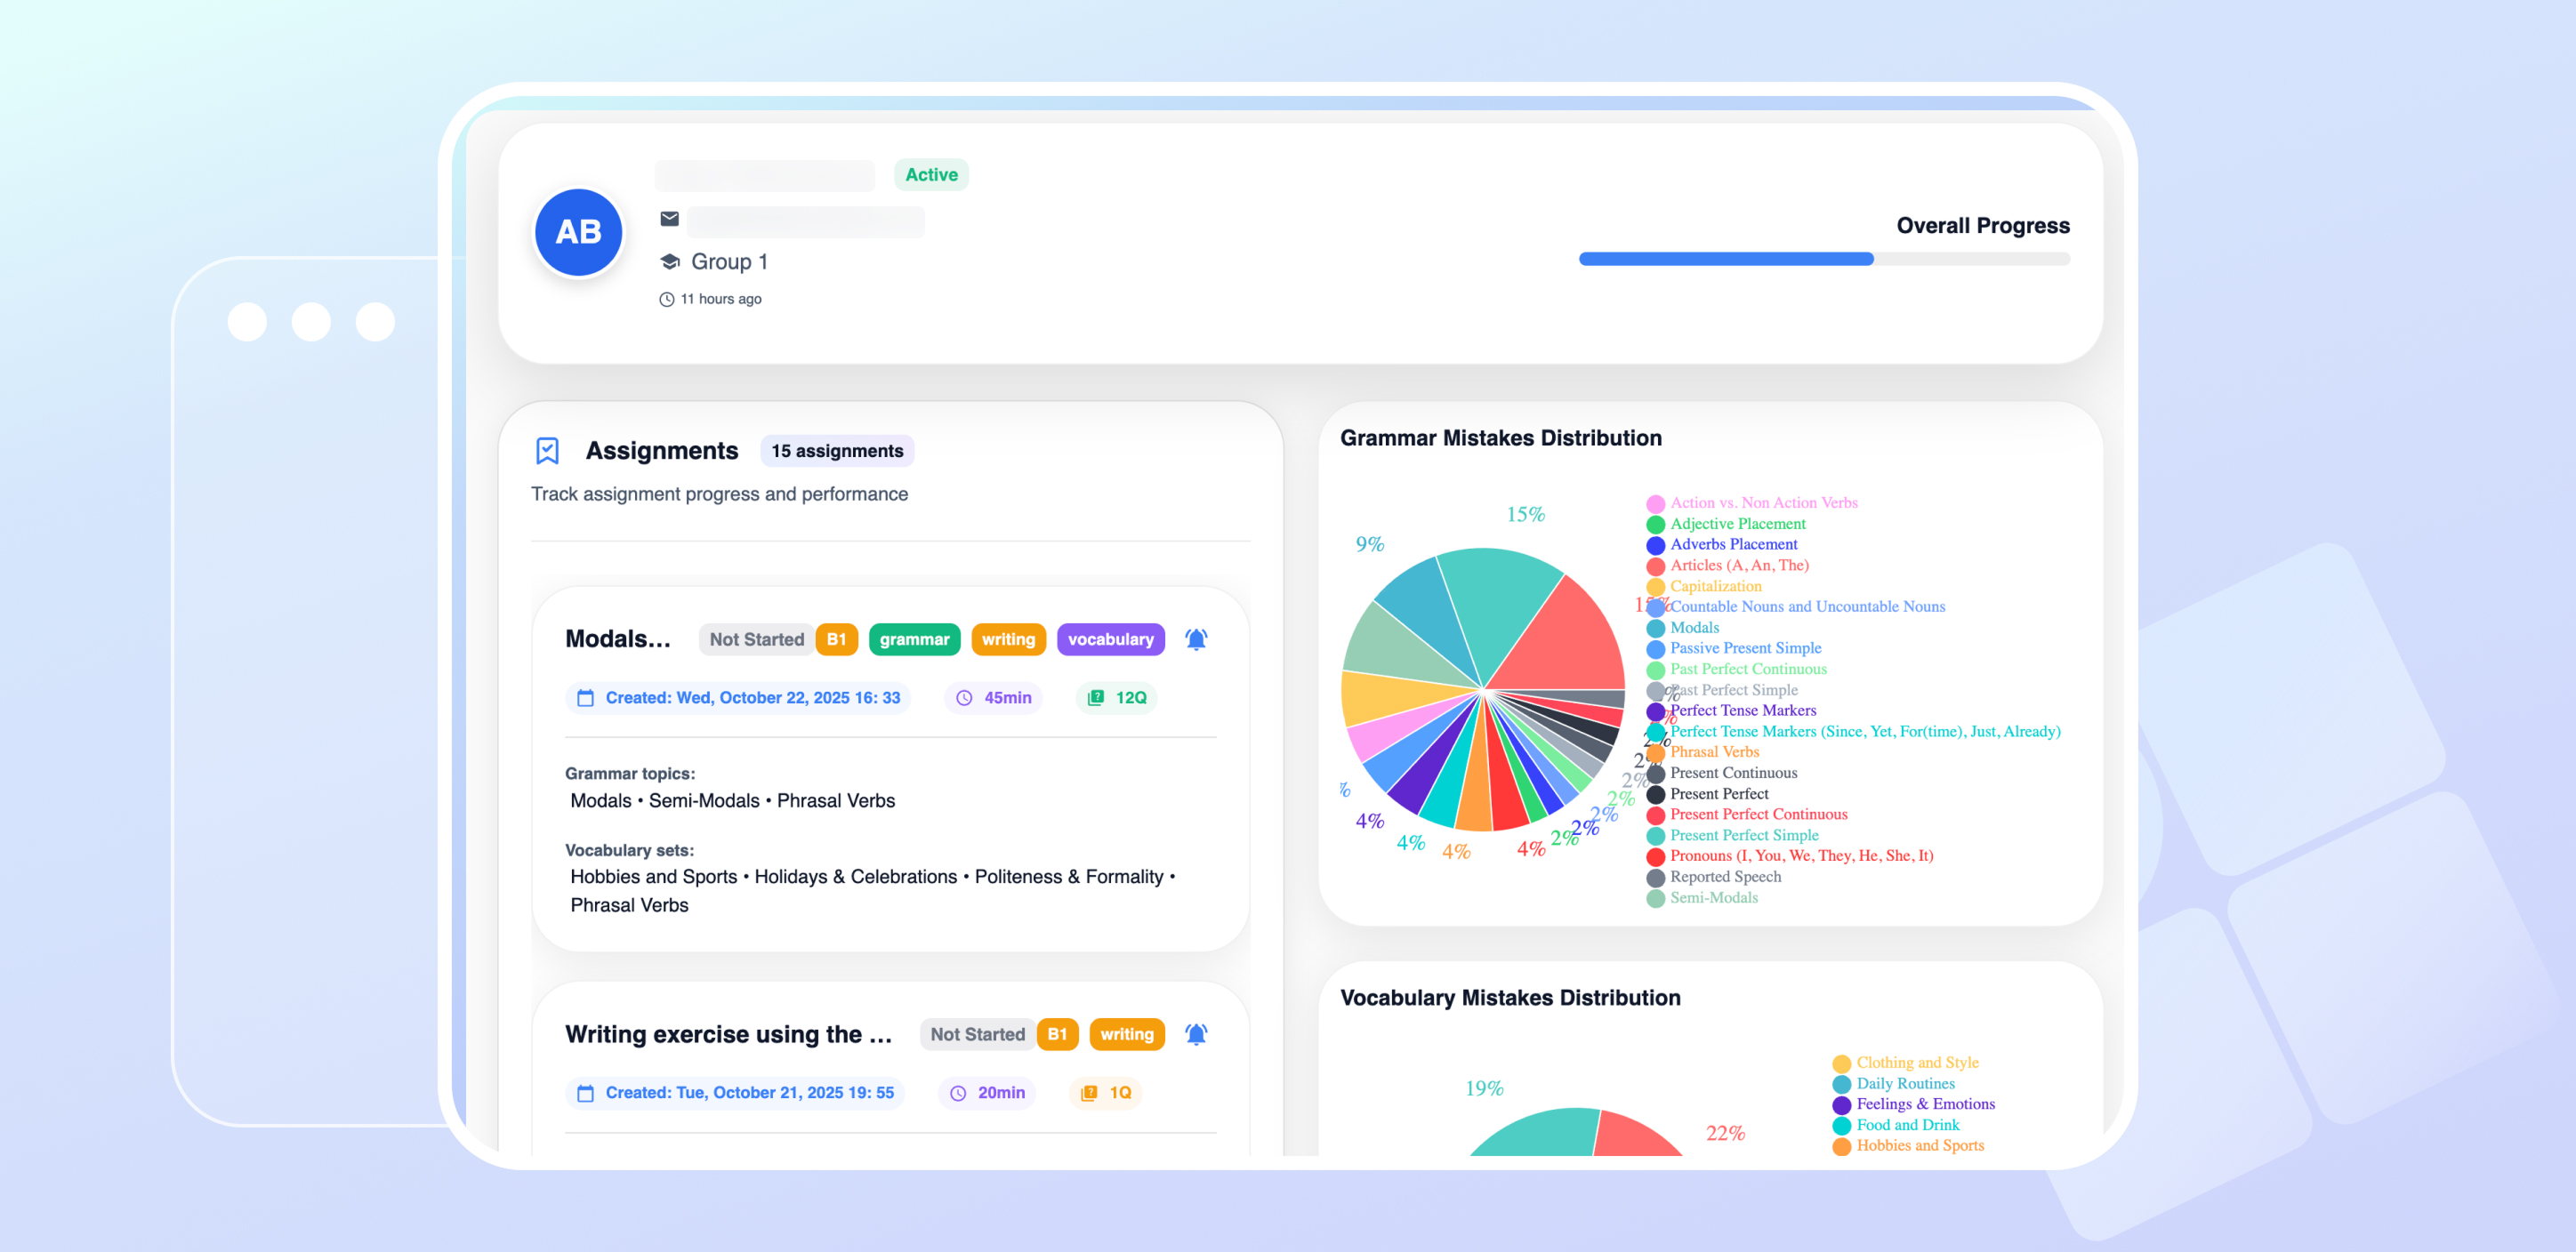 AB
Active
Group 1
11 hours ago
Overall Progress
Assignments
15 assignments
Track assignment progress and performance
Modals...
Not Started
B1
grammar
writing
vocabulary
Created: Wed, October 22, 2025 16: 33
45min
12Q
Grammar topics:
Modals • Semi-Modals • Phrasal Verbs
Vocabulary sets:
Hobbies and Sports • Holidays & Celebrations • Politeness & Formality •
Phrasal Verbs
Writing exercise using the ...
Not Started
B1
writing
Created: Tue, October 21, 2025 19: 55
20min
1Q
Grammar Mistakes Distribution
15%
9%
4%
4%
4%
4%
2%
2%
2%
2%
2%
2%
2%
Action vs. Non Action Verbs
Adjective Placement
Adverbs Placement
Articles (A, An, The)
Capitalization
Countable Nouns and Uncountable Nouns
Modals
Passive Present Simple
Past Perfect Continuous
Past Perfect Simple
Perfect Tense Markers
Perfect Tense Markers (Since, Yet, For(time), Just, Already)
Phrasal Verbs
Present Continuous
Present Perfect
Present Perfect Continuous
Present Perfect Simple
Pronouns (I, You, We, They, He, She, It)
Reported Speech
Semi-Modals
Vocabulary Mistakes Distribution
19%
22%
Clothing and Style
Daily Routines
Feelings & Emotions
Food and Drink
Hobbies and Sports